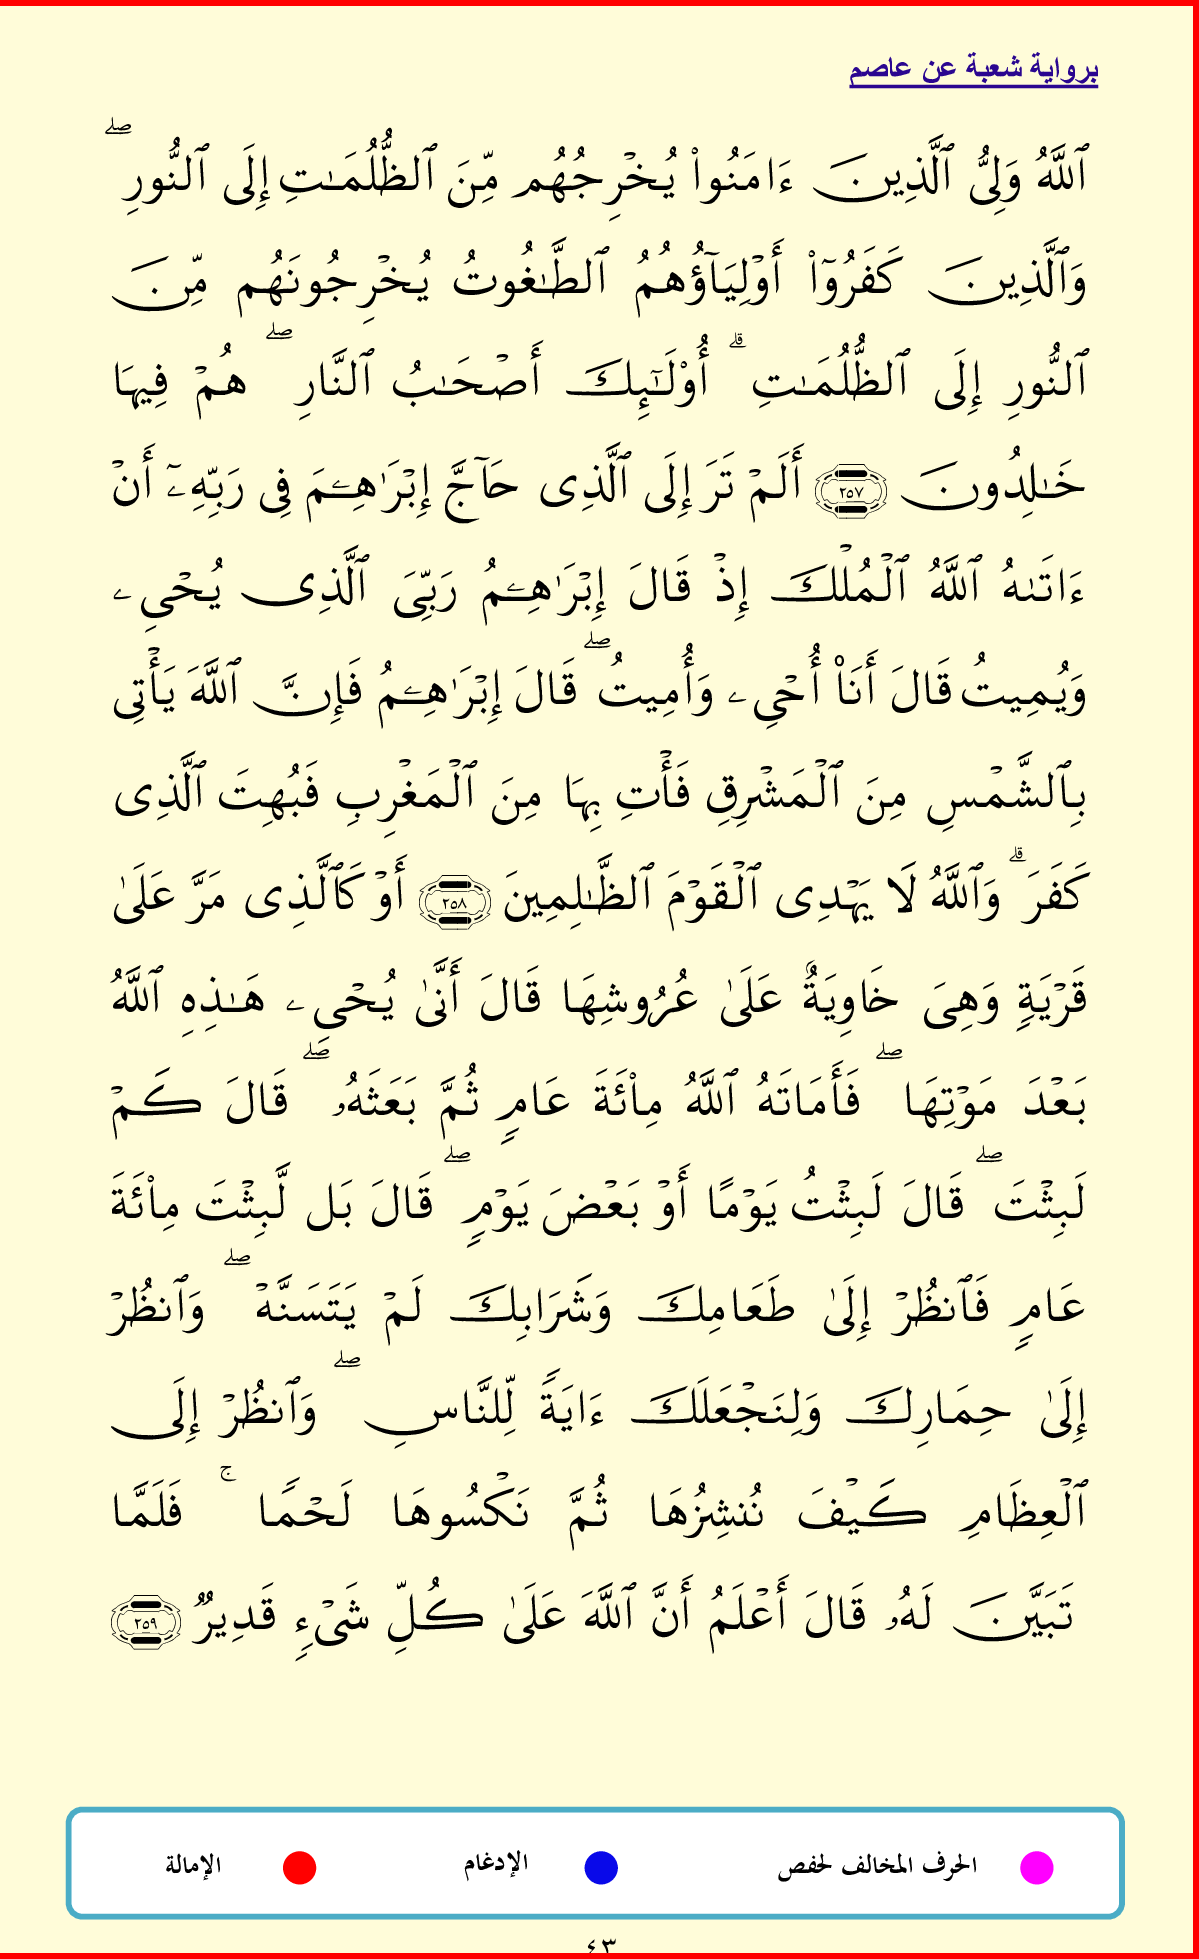 برواية شعبة عن عاصم
ٱللَّهُ وَلِىُّ ٱلَّذِينَ ءَامَنُوا۟ يُخْرِجُهُم مِّنَ ٱلظُّلُمَـٰتِ إِلَى ٱلنُّورِ ۖ
وَٱلَّذِينَ كَفَرُوٓا۟ أَوْلِيَآؤُهُمُ ٱلطَّـٰغُوتُ يُخْرِجُونَهُم مِّنَ
ٱلنُّورِ إِلَى ٱلظُّلُمَـٰتِ ۗ أُو۟لَـٰٓئِكَ أَصْحَـٰبُ ٱلنَّارِ ۖ هُمْ فِيهَا
خَـٰلِدُونَ ٢٥٧ أَلَمْ تَرَ إِلَى ٱلَّذِى حَآجَّ إِبْرَٰهِـۧمَ فِى رَبِّهِۦٓ أَنْ
ءَاتَىٰهُ ٱللَّهُ ٱلْمُلْكَ إِذْ قَالَ إِبْرَٰهِـۧمُ رَبِّىَ ٱلَّذِى يُحْىِۦ
وَيُمِيتُ قَالَ أَنَا۠ أُحْىِۦ وَأُمِيتُ ۖ قَالَ إِبْرَٰهِـۧمُ فَإِنَّ ٱللَّهَ يَأْتِى
بِٱلشَّمْسِ مِنَ ٱلْمَشْرِقِ فَأْتِ بِهَا مِنَ ٱلْمَغْرِبِ فَبُهِتَ ٱلَّذِى
كَفَرَ ۗ وَٱللَّهُ لَا يَهْدِى ٱلْقَوْمَ ٱلظَّـٰلِمِينَ ٢٥٨ أَوْ كَٱلَّذِى مَرَّ عَلَىٰ
قَرْيَةٍ وَهِىَ خَاوِيَةٌ عَلَىٰ عُرُوشِهَا قَالَ أَنَّىٰ يُحْىِۦ هَـٰذِهِ ٱللَّهُ
بَعْدَ مَوْتِهَا ۖ فَأَمَاتَهُ ٱللَّهُ مِا۟ئَةَ عَامٍ ثُمَّ بَعَثَهُۥ ۖ قَالَ كَمْ
لَبِثْتَ ۖ قَالَ لَبِثْتُ يَوْمًا أَوْ بَعْضَ يَوْمٍ ۖ قَالَ بَل لَّبِثْتَ مِا۟ئَةَ
عَامٍ فَٱنظُرْ إِلَىٰ طَعَامِكَ وَشَرَابِكَ لَمْ يَتَسَنَّهْ ۖ وَٱنظُرْ
إِلَىٰ حِمَارِكَ وَلِنَجْعَلَكَ ءَايَةً لِّلنَّاسِ ۖ وَٱنظُرْ إِلَى
ٱلْعِظَامِ كَيْفَ نُنشِزُهَا ثُمَّ نَكْسُوهَا لَحْمًا ۚ فَلَمَّا
تَبَيَّنَ لَهُۥ قَالَ أَعْلَمُ أَنَّ ٱللَّهَ عَلَىٰ كُلِّ شَىْءٍ قَدِيرٌ ٢٥٩
الحرف المخالف لحفص الإدغام الإمالة
٤٣